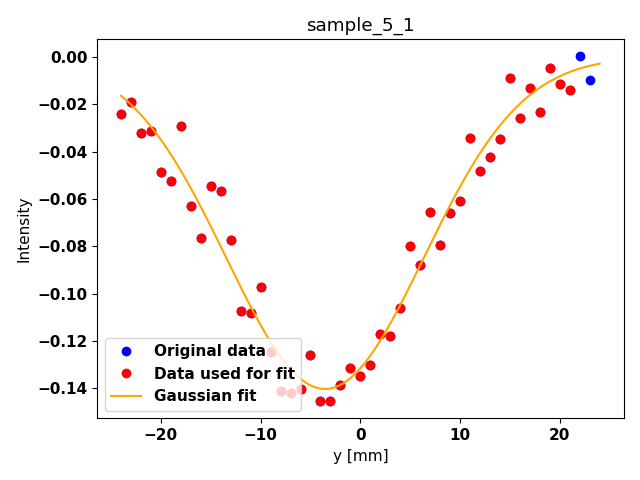 sample_5_1
0.00
−0.02
−0.04
−0.06
−0.08
−0.10
−0.12
−0.14
Intensity
Original data
Data used for fit
Gaussian fit
−20
−10
0
10
20
y [mm]